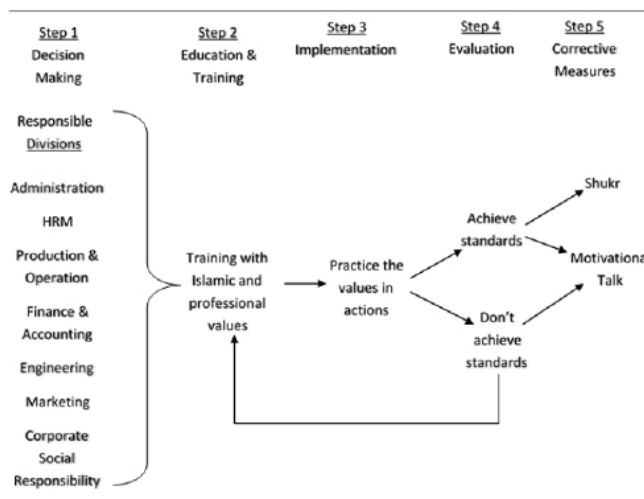 Step 1
Decision
Making
Step 2
Education &
Training
Step 3
Implementation
Step 4
Evaluation
Step 5
Corrective
Measures
Responsible
Divisions
Administration
HRM
Production &
Operation
Finance &
Accounting
Engineering
Marketing
Corporate
Social
Responsibility
Training with
Islamic and
professional
values
Practice the
values in
actions
Achieve
standards
Don't
achieve
standards
Shukr
Motivationa
Talk